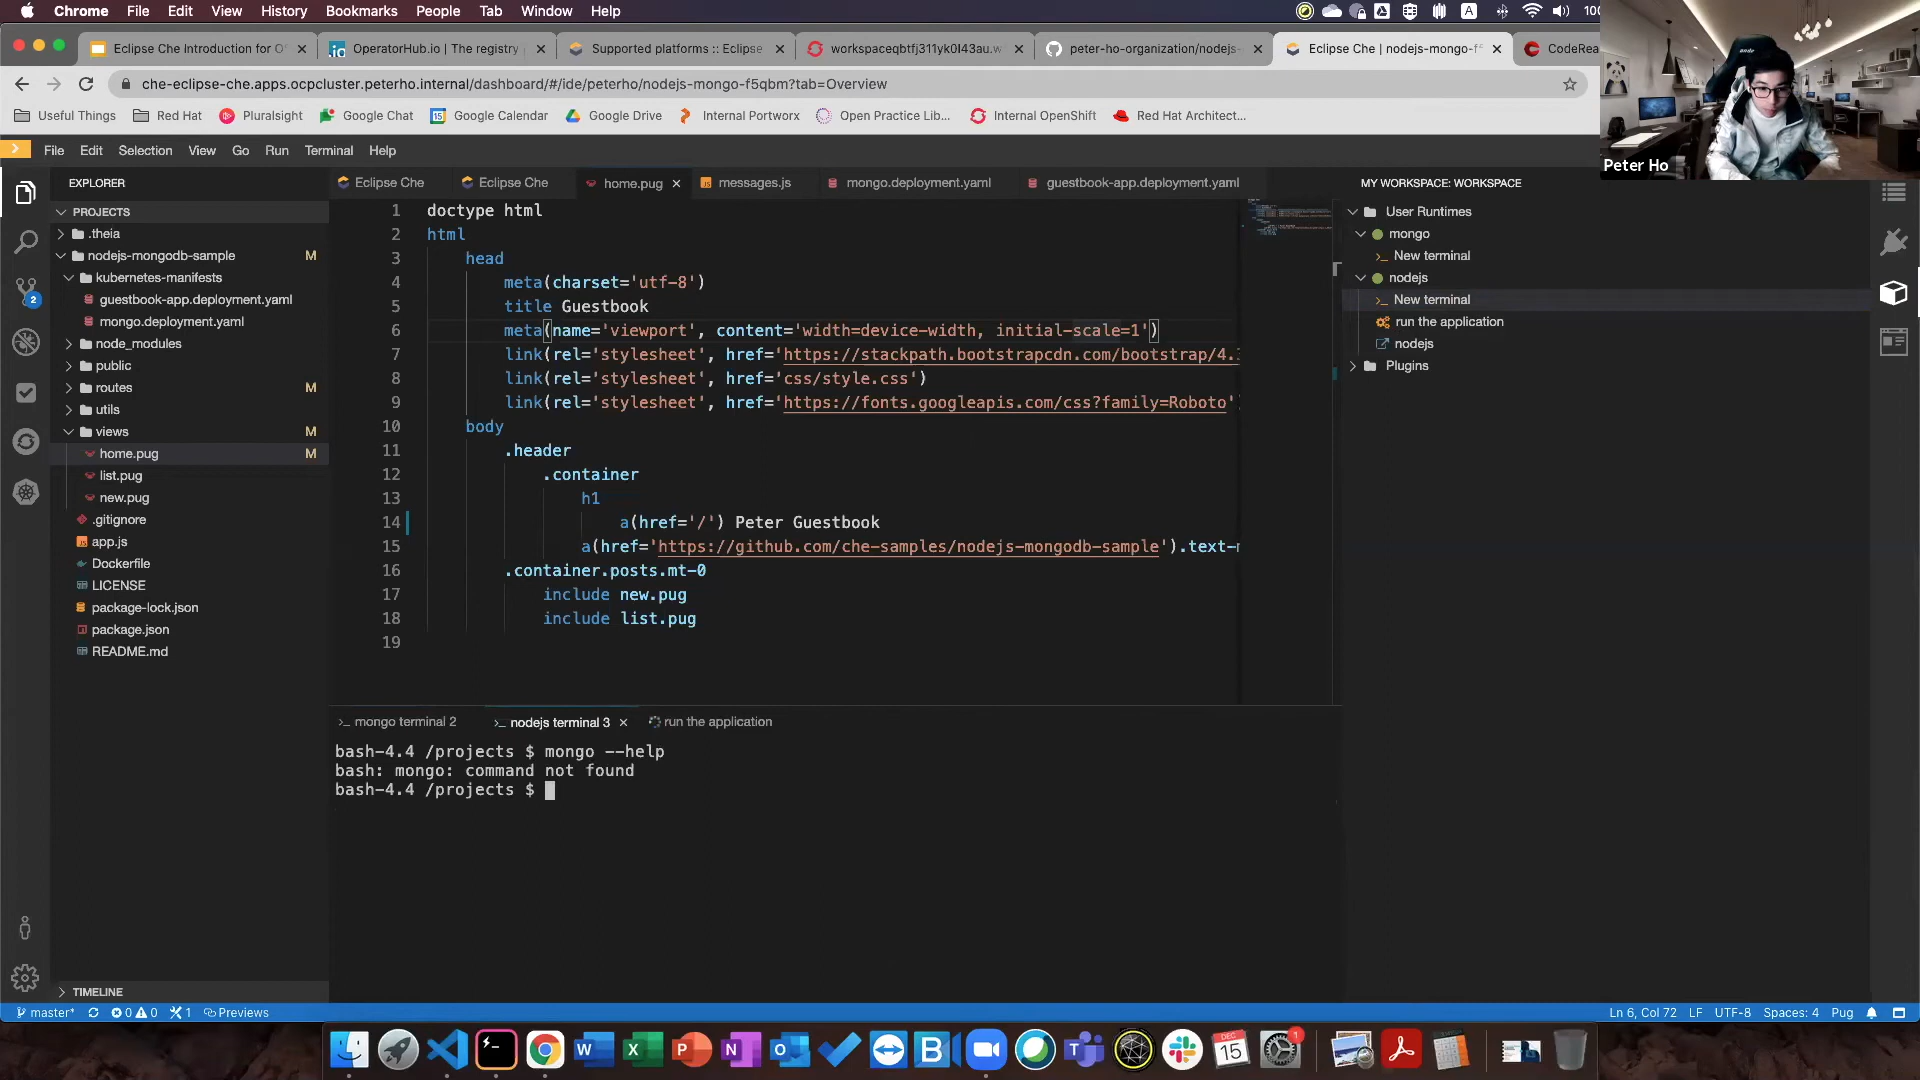 Chrome File Edit View History Bookmarks People Tab Window Help
A
Eclipse Che Introduction for O
in OperatorHub.io | The registry
Supported platforms :: Eclipse
workspaceqbtfj311yk0l43au.w
peter-ho-organization/nodejs-
Eclipse Che | nodejs-mongo-f
CodeRea
che-eclipse-che.apps.ocpcluster.peterho.internal/dashboard/#/ide/peterho/nodejs-mongo-f5qbm?tab=Overview
Useful Things
Red Hat
Pluralsight
Google Chat
Google Calendar
Google Drive
Internal Portworx
Open Practice Lib...
Internal OpenShift
Red Hat Architect...
Peter Ho
File Edit Selection View Go Run Terminal Help
EXPLORER
PROJECTS
.theia
nodejs-mongodb-sample M
kubernetes-manifests
guestbook-app.deployment.yaml
mongo.deployment.yaml
node_modules
public
routes M
utils
views M
home.pug M
list.pug
new.pug
.gitignore
app.js
Dockerfile
LICENSE
package-lock.json
package.json
README.md
TIMELINE
2
Eclipse Che
Eclipse Che
home.pug
messages.js
mongo.deployment.yaml
guestbook-app.deployment.yaml
1 doctype html
2 html
3 head
4 meta(charset='utf-8')
5 title Guestbook
6 meta(name='viewport', content='width=device-width, initial-scale=1')
7 link(rel='stylesheet', href='https://stackpath.bootstrapcdn.com/bootstrap/4.
8 link(rel='stylesheet', href='css/style.css')
9 link(rel='stylesheet', href='https://fonts.googleapis.com/css?family=Roboto'
10 body
11 .header
12 .container
13 h1
14 a(href='/') Peter Guestbook
15 a(href='https://github.com/che-samples/nodejs-mongodb-sample').text-
16 .container.posts.mt-0
17 include new.pug
18 include list.pug
19
MY WORKSPACE: WORKSPACE
User Runtimes
mongo
New terminal
nodejs
New terminal
run the application
nodejs
Plugins
mongo terminal 2
nodejs terminal 3
run the application
bash-4.4 /projects $ mongo --help
bash: mongo: command not found
bash-4.4 /projects $
master* 0 0 1 Previews
Ln 6, Col 72 LF UTF-8 Spaces: 4 Pug
DEC
15
1